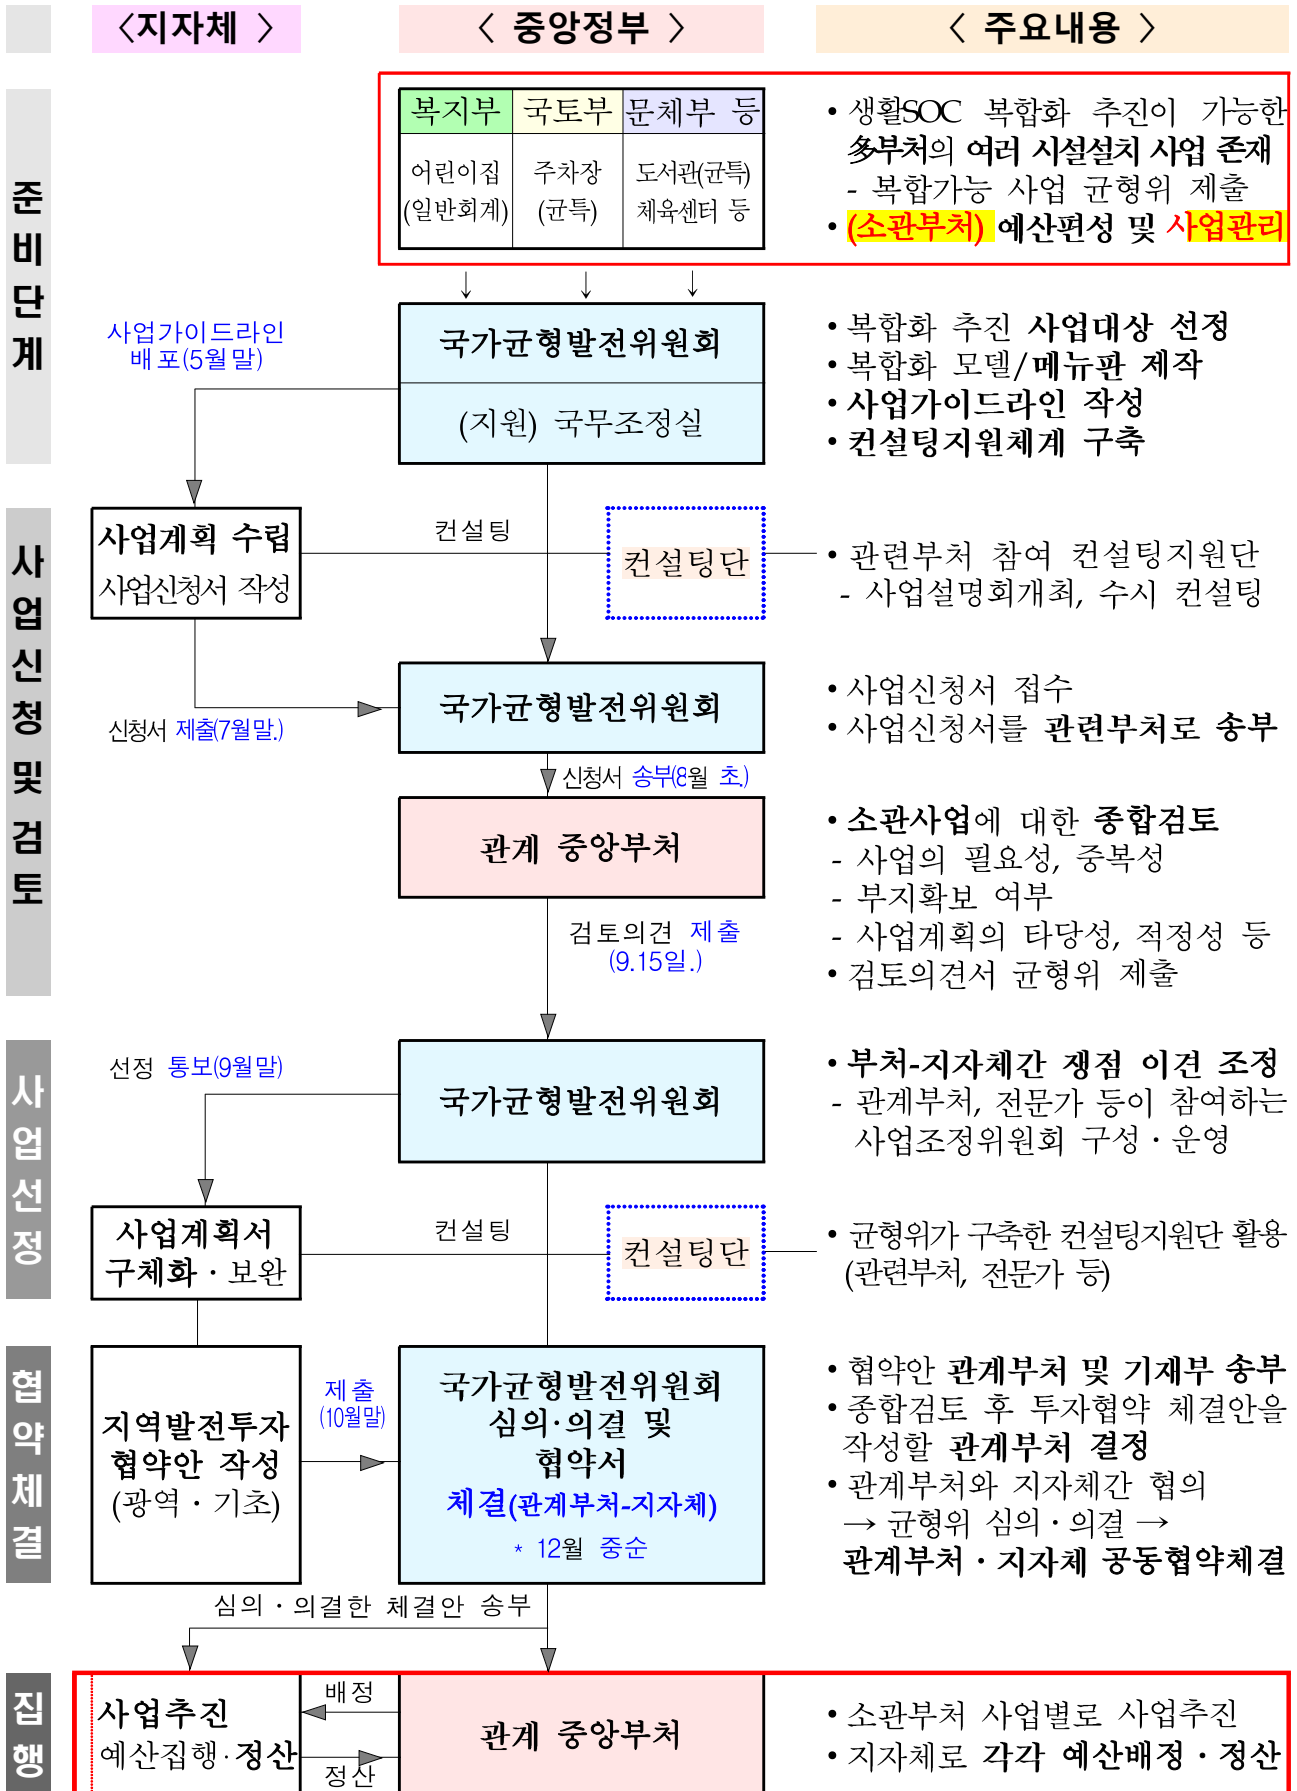 〈지자체 〉
〈 중앙정부 〉
〈 주요내용 〉
준비단계
복지부
국토부
문체부 등
어린이집
(일반회계)
주차장
(균특)
도서관(균특)
체육센터 등
• 생활SOC 복합화 추진이 가능한
多부처의 여러 시설설치 사업 존재
- 복합가능 사업 균형위 제출
• (소관부처) 예산편성 및 사업관리
사업가이드라인
배포(5월말)
국가균형발전위원회
(지원) 국무조정실
• 복합화 추진 사업대상 선정
• 복합화 모델/메뉴판 제작
• 사업가이드라인 작성
• 컨설팅지원체계 구축
사업신청 및 검토
사업계획 수립
사업신청서 작성
컨설팅
컨설팅단
• 관련부처 참여 컨설팅지원단
- 사업설명회개최, 수시 컨설팅
신청서 제출(7월말.)
국가균형발전위원회
• 사업신청서 접수
• 사업신청서를 관련부처로 송부
신청서 송부(8월 초.)
관계 중앙부처
• 소관사업에 대한 종합검토
- 사업의 필요성, 중복성
- 부지확보 여부
- 사업계획의 타당성, 적정성 등
• 검토의견서 균형위 제출
검토의견 제출
(9.15일.)
사업선정
선정 통보(9월말)
국가균형발전위원회
• 부처-지자체간 쟁점 이견 조정
- 관계부처, 전문가 등이 참여하는
사업조정위원회 구성·운영
사업계획서
구체화·보완
컨설팅
컨설팅단
• 균형위가 구축한 컨설팅지원단 활용
(관련부처, 전문가 등)
협약체결
지역발전투자
협약안 작성
(광역·기초)
제출
(10월말)
국가균형발전위원회
심의·의결 및
협약서
체결(관계부처-지자체)
* 12월 중순
• 협약안 관계부처 및 기재부 송부
• 종합검토 후 투자협약 체결안을
작성할 관계부처 결정
• 관계부처와 지자체간 협의
→ 균형위 심의·의결 →
관계부처·지자체 공동협약체결
심의·의결한 체결안 송부
집행
사업추진
예산집행·정산
배정
정산
관계 중앙부처
• 소관부처 사업별로 사업추진
• 지자체로 각각 예산배정·정산